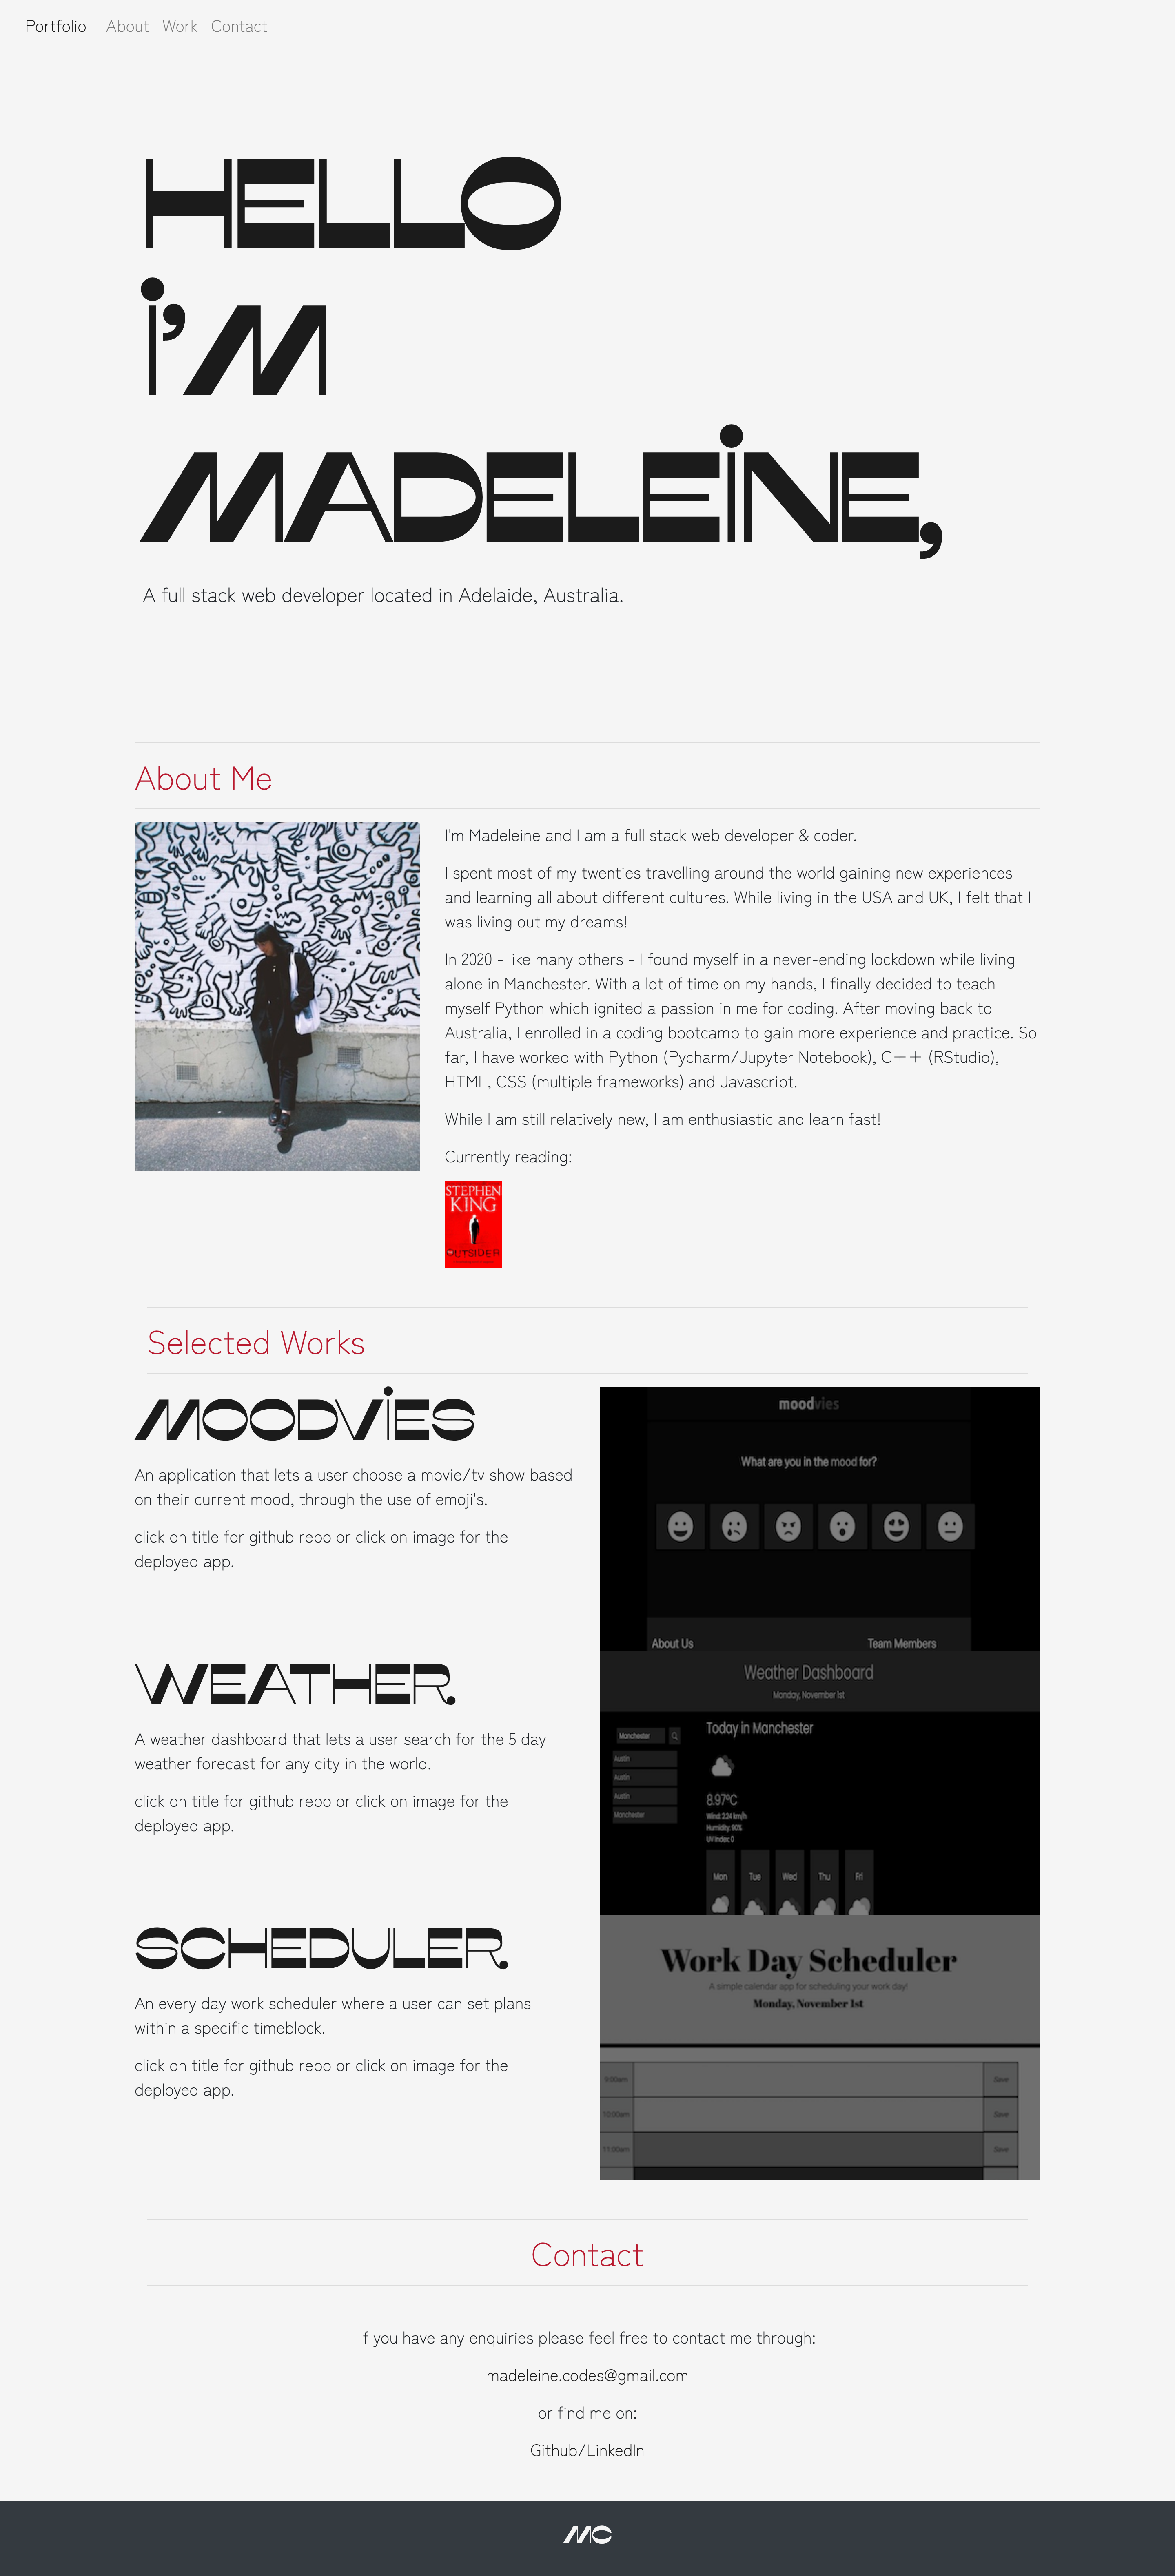 Portfolio About Work Contact
HELLO
i'M
MADELEiNE,
A full stack web developer located in Adelaide, Australia.
About Me
I'm Madeleine and I am a full stack web developer & coder.
I spent most of my twenties travelling around the world gaining new experiences
and learning all about different cultures. While living in the USA and UK, I felt that I
was living out my dreams!
In 2020 - like many others - I found myself in a never-ending lockdown while living
alone in Manchester. With a lot of time on my hands, I finally decided to teach
myself Python which ignited a passion in me for coding. After moving back to
Australia, I enrolled in a coding bootcamp to gain more experience and practice. So
far, I have worked with Python (Pycharm/Jupyter Notebook), C++ (RStudio),
HTML, CSS (multiple frameworks) and Javascript.
While I am still relatively new, I am enthusiastic and learn fast!
Currently reading:
STEPHEN
KING
OUTSIDER
Selected Works
MOODViES
An application that lets a user choose a movie/tv show based
on their current mood, through the use of emoji's.
click on title for github repo or click on image for the
deployed app.
moodvies
What are you in the mood for?
About Us Team Members
WEATHER.
A weather dashboard that lets a user search for the 5 day
weather forecast for any city in the world.
click on title for github repo or click on image for the
deployed app.
Weather Dashboard
Monday, November 1st
Manchester
Austin
Austin
Austin
Manchester
Today in Manchester
8.97°C
Wind: 2.24 km/h
Humidity: 90%
UV Index: 0
Mon Tue Wed Thu Fri
SCHEDULER.
An every day work scheduler where a user can set plans
within a specific timeblock.
click on title for github repo or click on image for the
deployed app.
Work Day Scheduler
A simple calendar app for scheduling your work day!
Monday, November 1st
9:00am Save
10:00am Save
11:00am Save
Contact
If you have any enquiries please feel free to contact me through:
madeleine.codes@gmail.com
or find me on:
Github/LinkedIn
MC